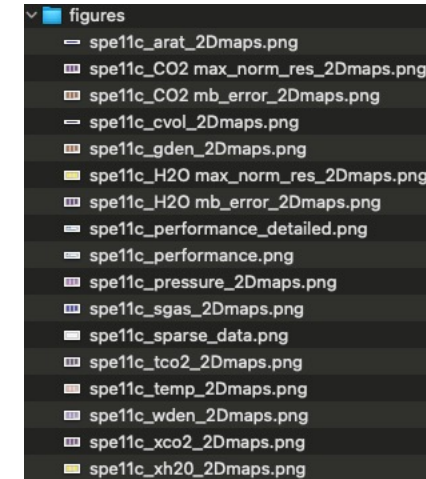 figures
spe11c_arat_2Dmaps.png
spe11c_CO2 max_norm_res_2Dmaps.png
spe11c_CO2 mb_error_2Dmaps.png
spe11c_cvol_2Dmaps.png
spe11c_gden_2Dmaps.png
spe11c_H2O max_norm_res_2Dmaps.png
spe11c_H2O mb_error_2Dmaps.png
spe11c_performance_detailed.png
spe11c_performance.png
spe11c_pressure_2Dmaps.png
spe11c_sgas_2Dmaps.png
spe11c_sparse_data.png
spe11c_tco2_2Dmaps.png
spe11c_temp_2Dmaps.png
spe11c_wden_2Dmaps.png
spe11c_xco2_2Dmaps.png
spe11c_xh20_2Dmaps.png